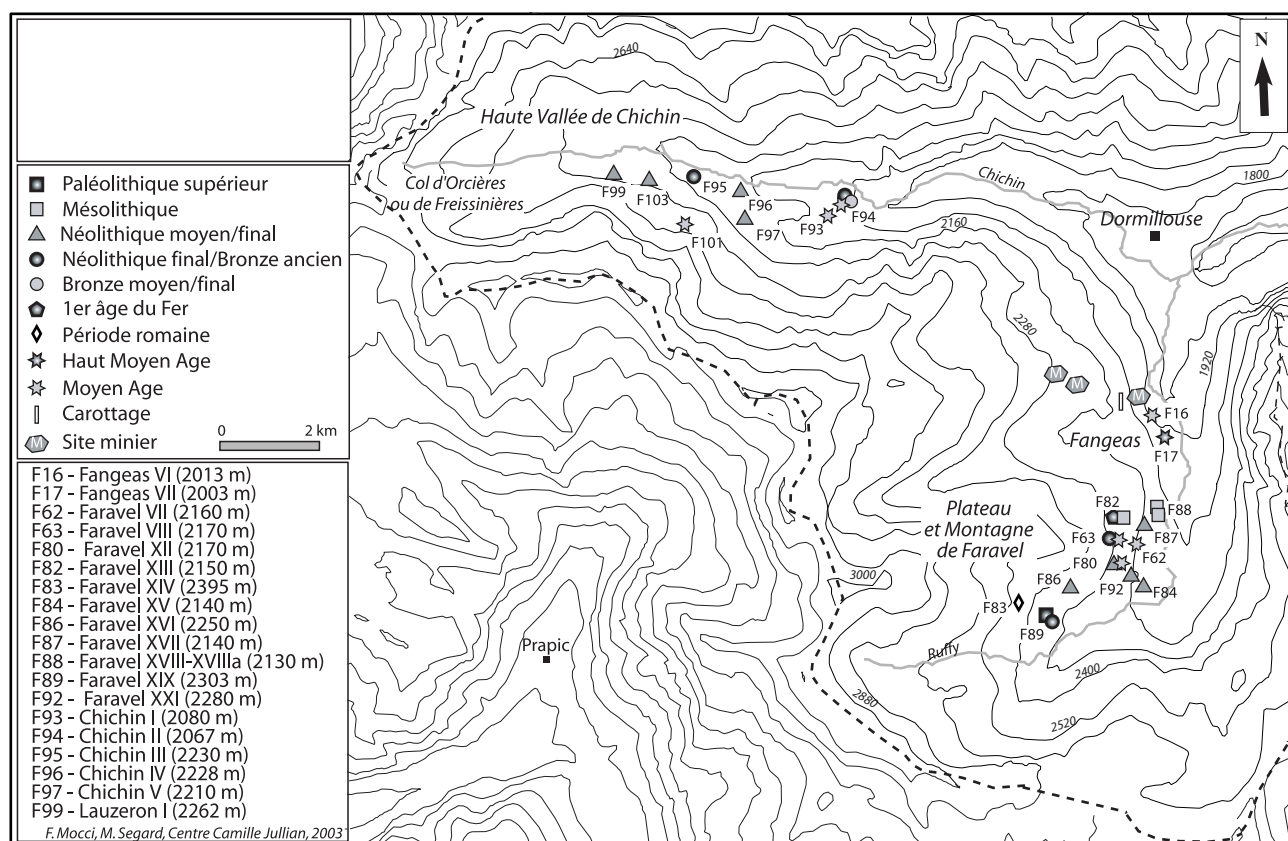 Paléolithique supérieur
Mésolithique
Néolithique moyen/final
Néolithique final/Bronze ancien
Bronze moyen/final
1er âge du Fer
Période romaine
Haut Moyen Age
Moyen Age
Carottage
M Site minier
0 2 km
F16 - Fangeas VI (2013 m)
F17 - Fangeas VII (2003 m)
F62 - Faravel VII (2160 m)
F63 - Faravel VIII (2170 m)
F80 - Faravel XII (2170 m)
F82 - Faravel XIII (2150 m)
F83 - Faravel XIV (2395 m)
F84 - Faravel XV (2140 m)
F86 - Faravel XVI (2250 m)
F87 - Faravel XVII (2140 m)
F88 - Faravel XVIII-XVIIIa (2130 m)
F89 - Faravel XIX (2303 m)
F92 - Faravel XXI (2280 m)
F93 - Chichin I (2080 m)
F94 - Chichin II (2067 m)
F95 - Chichin III (2230 m)
F96 - Chichin IV (2228 m)
F97 - Chichin V (2210 m)
F99 - Lauzeron I (2262 m)
F. Mocci, M. Segard, Centre Camille Jullian, 2003
N
2640
Haute Vallée de Chichin
Chichin
1800
Col d'Orcières
ou de Freissinières
F99
F103
F95
F96
F97
F101
F93
F94
2160
Dormillouse
2280
1920
M
M
M
F16
Fangeas
F17
Plateau
et Montagne
de Faravel
F82
F88
F63
F87
F62
F80
F86
F92
F84
3000
F83
F89
Prapic
Ruffy
2400
2880
2520